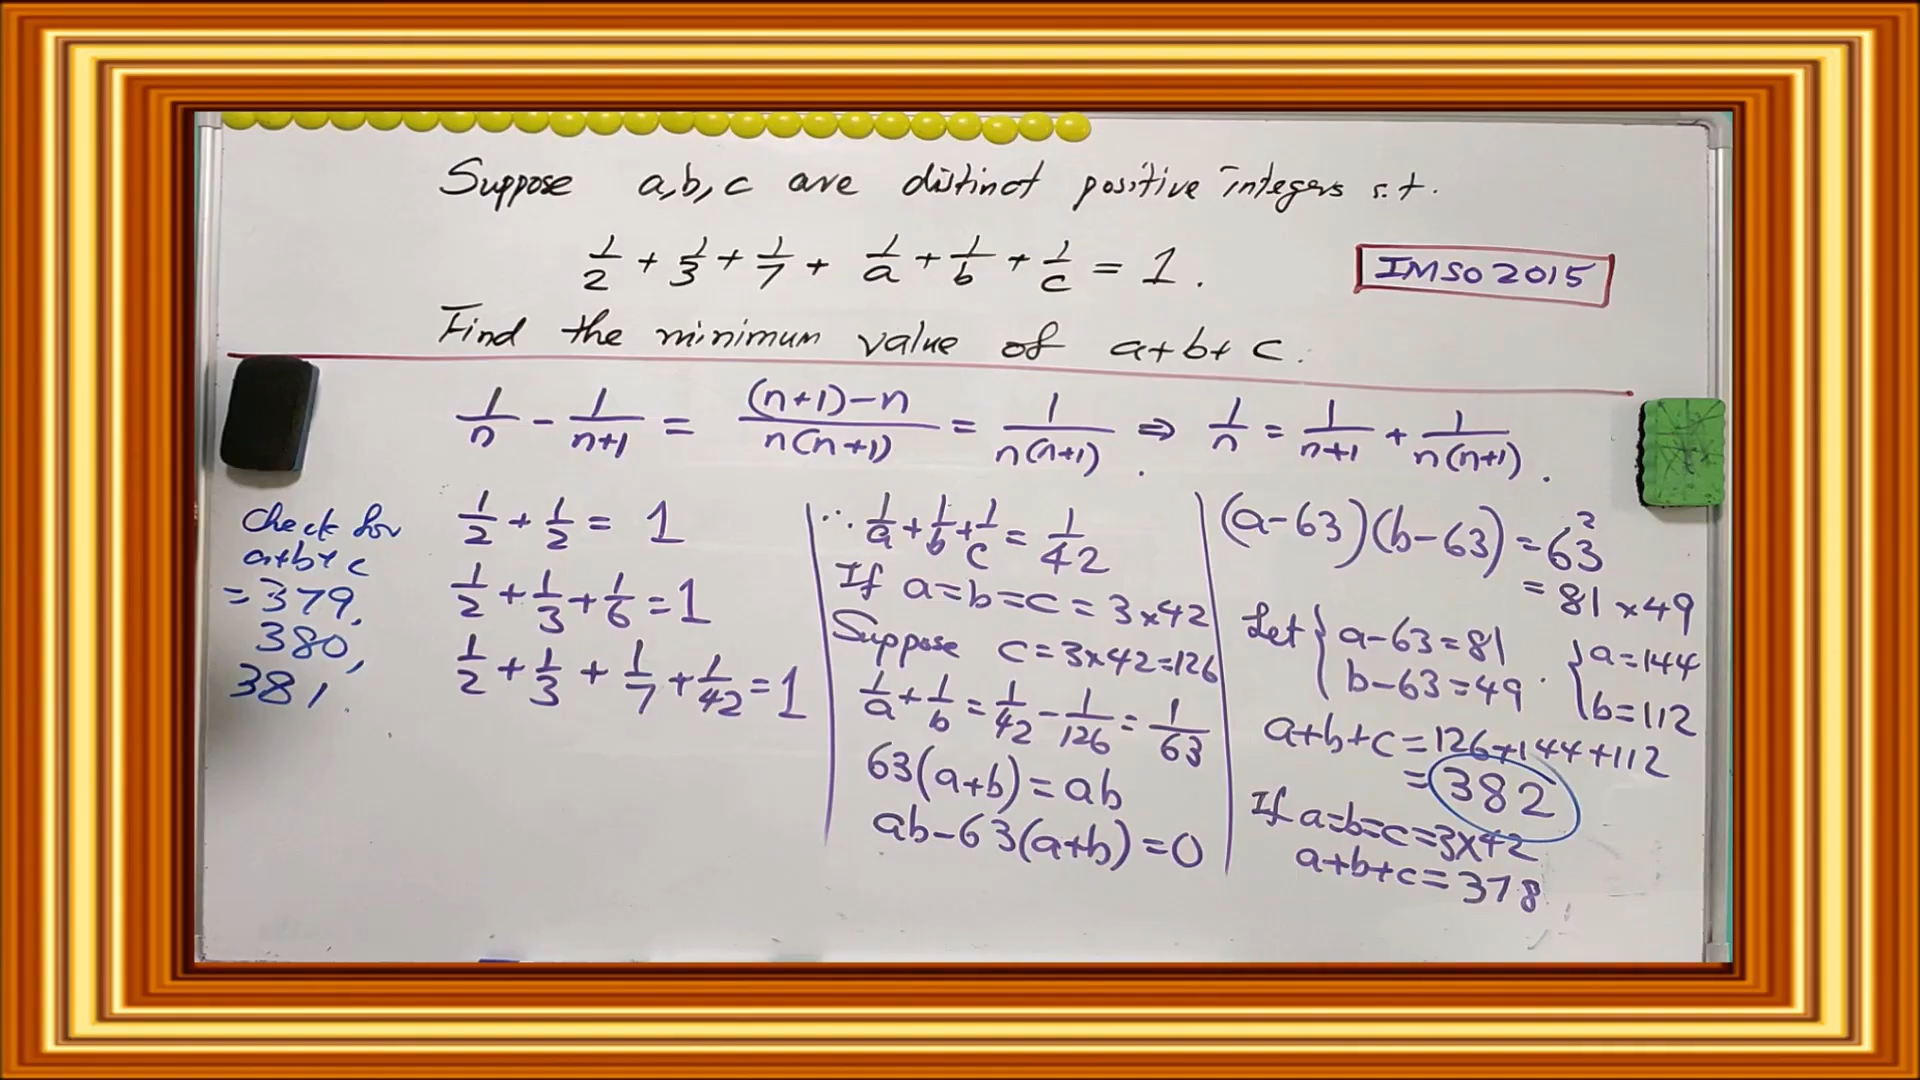 Suppose a,b,c are distinct positive integers s.t.
1/2 + 1/3 + 1/7 + 1/a + 1/b + 1/c = 1.
IMSO 2015
Find the minimum value of a+b+c.
1/n - 1/(n+1) = ((n+1)-n)/(n(n+1)) = 1/(n(n+1)) ⇒ 1/n = 1/(n+1) + 1/(n(n+1)).
check for
a+b+c
=379,
380,
381,
1/2 + 1/2 = 1
1/2 + 1/3 + 1/6 = 1
1/2 + 1/3 + 1/7 + 1/42 = 1
∴ 1/a + 1/b + 1/c = 1/42
If a=b=c=3×42
Suppose c=3×42=126
1/a + 1/b = 1/42 - 1/126 = 1/63
63(a+b)=ab
ab-63(a+b)=0
(a-63)(b-63)=63²
=81×49
Let { a-63=81
b-63=49 .
{ a=144
b=112
a+b+c=126+144+112
=382
If a=b=c=3×42
a+b+c=378